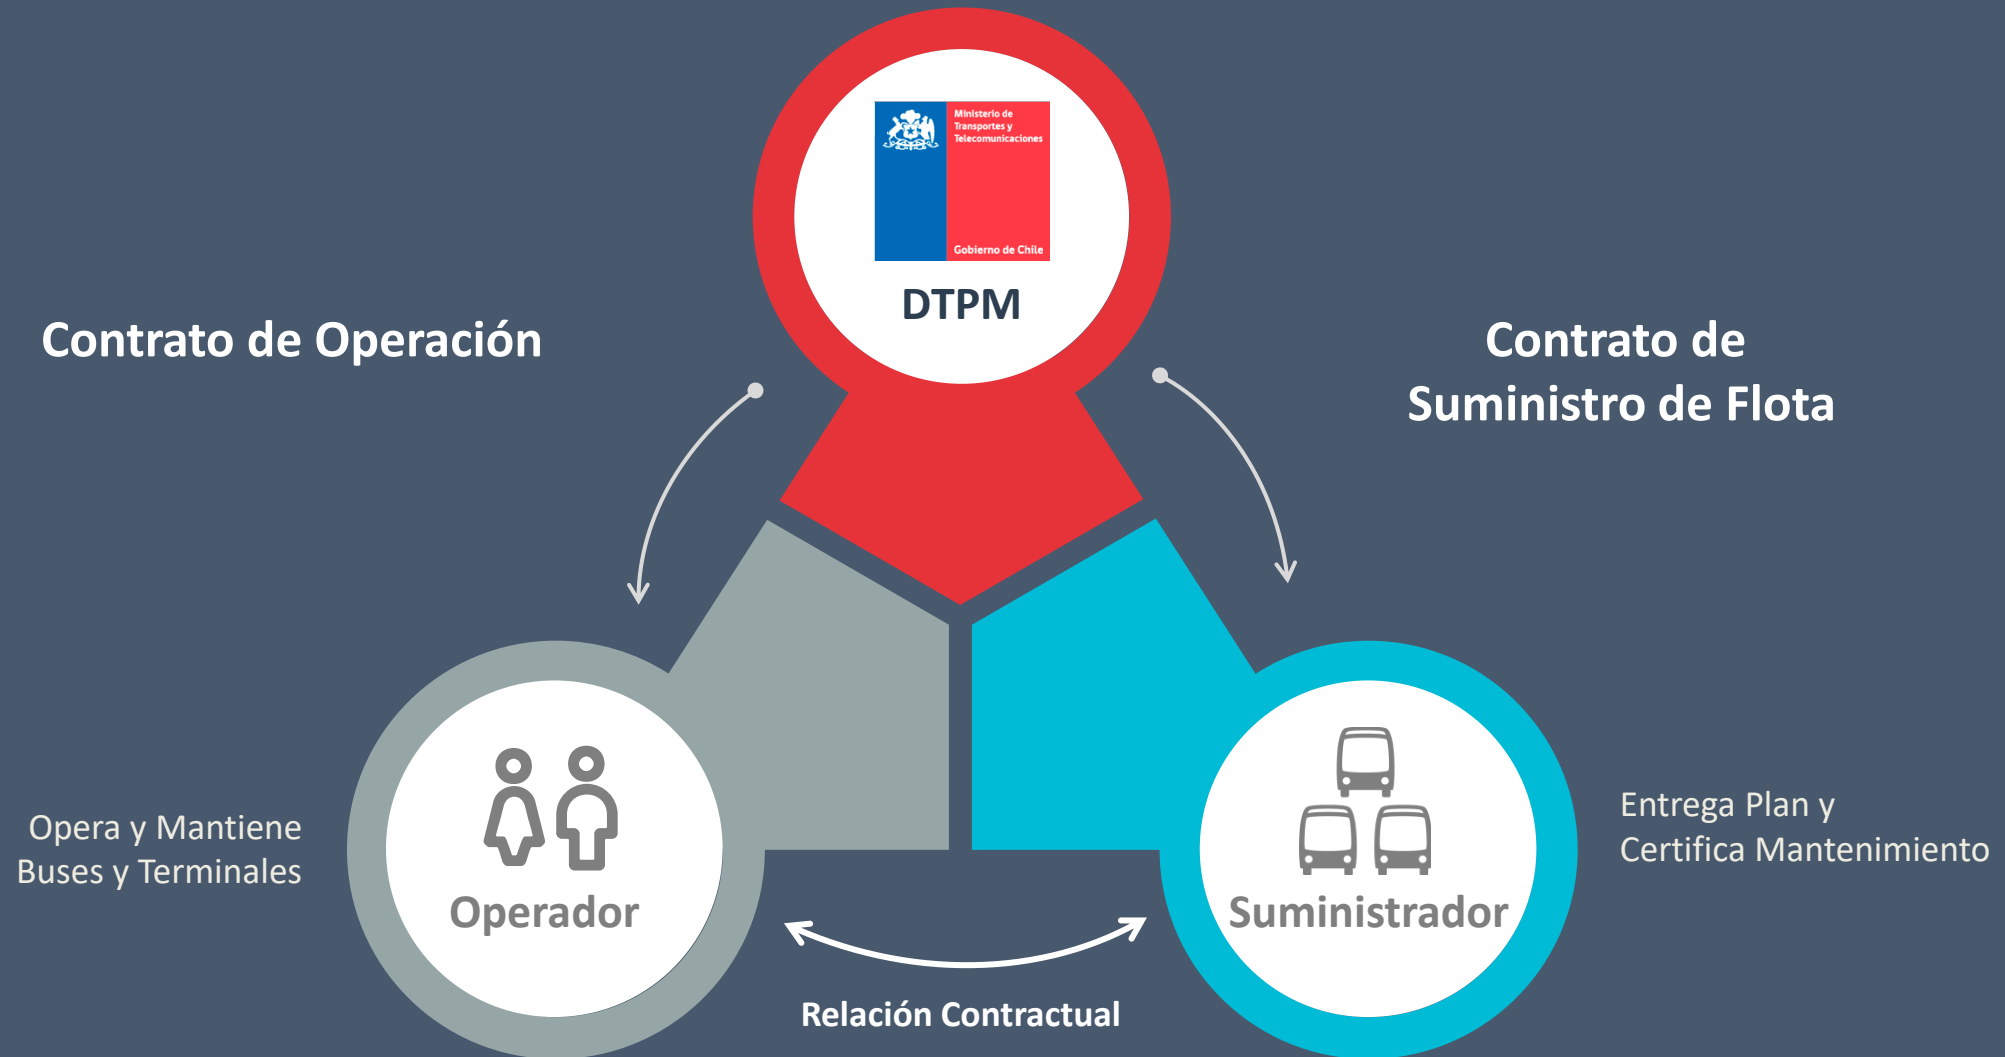 Ministerio de
Transportes y
Telecomunicaciones
Gobierno de Chile
DTPM
Contrato de Operación
Contrato de
Suministro de Flota
Opera y Mantiene
Buses y Terminales
Operador
Suministrador
Entrega Plan y
Certifica Mantenimiento
Relación Contractual